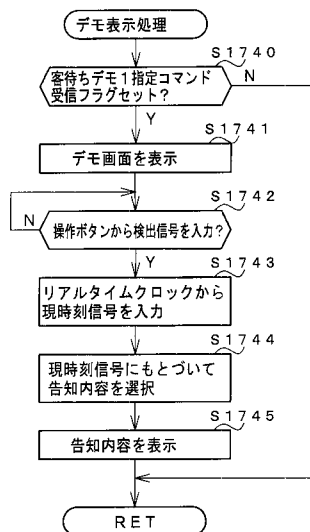 デモ表示処理
S1740
客待ちデモ1指定コマンド
受信フラグセット?
N
Y
S1741
デモ画面を表示
S1742
N
操作ボタンから検出信号を入力?
Y
S1743
リアルタイムクロックから
現時刻信号を入力
S1744
現時刻信号にもとづいて
告知内容を選択
S1745
告知内容を表示
RET